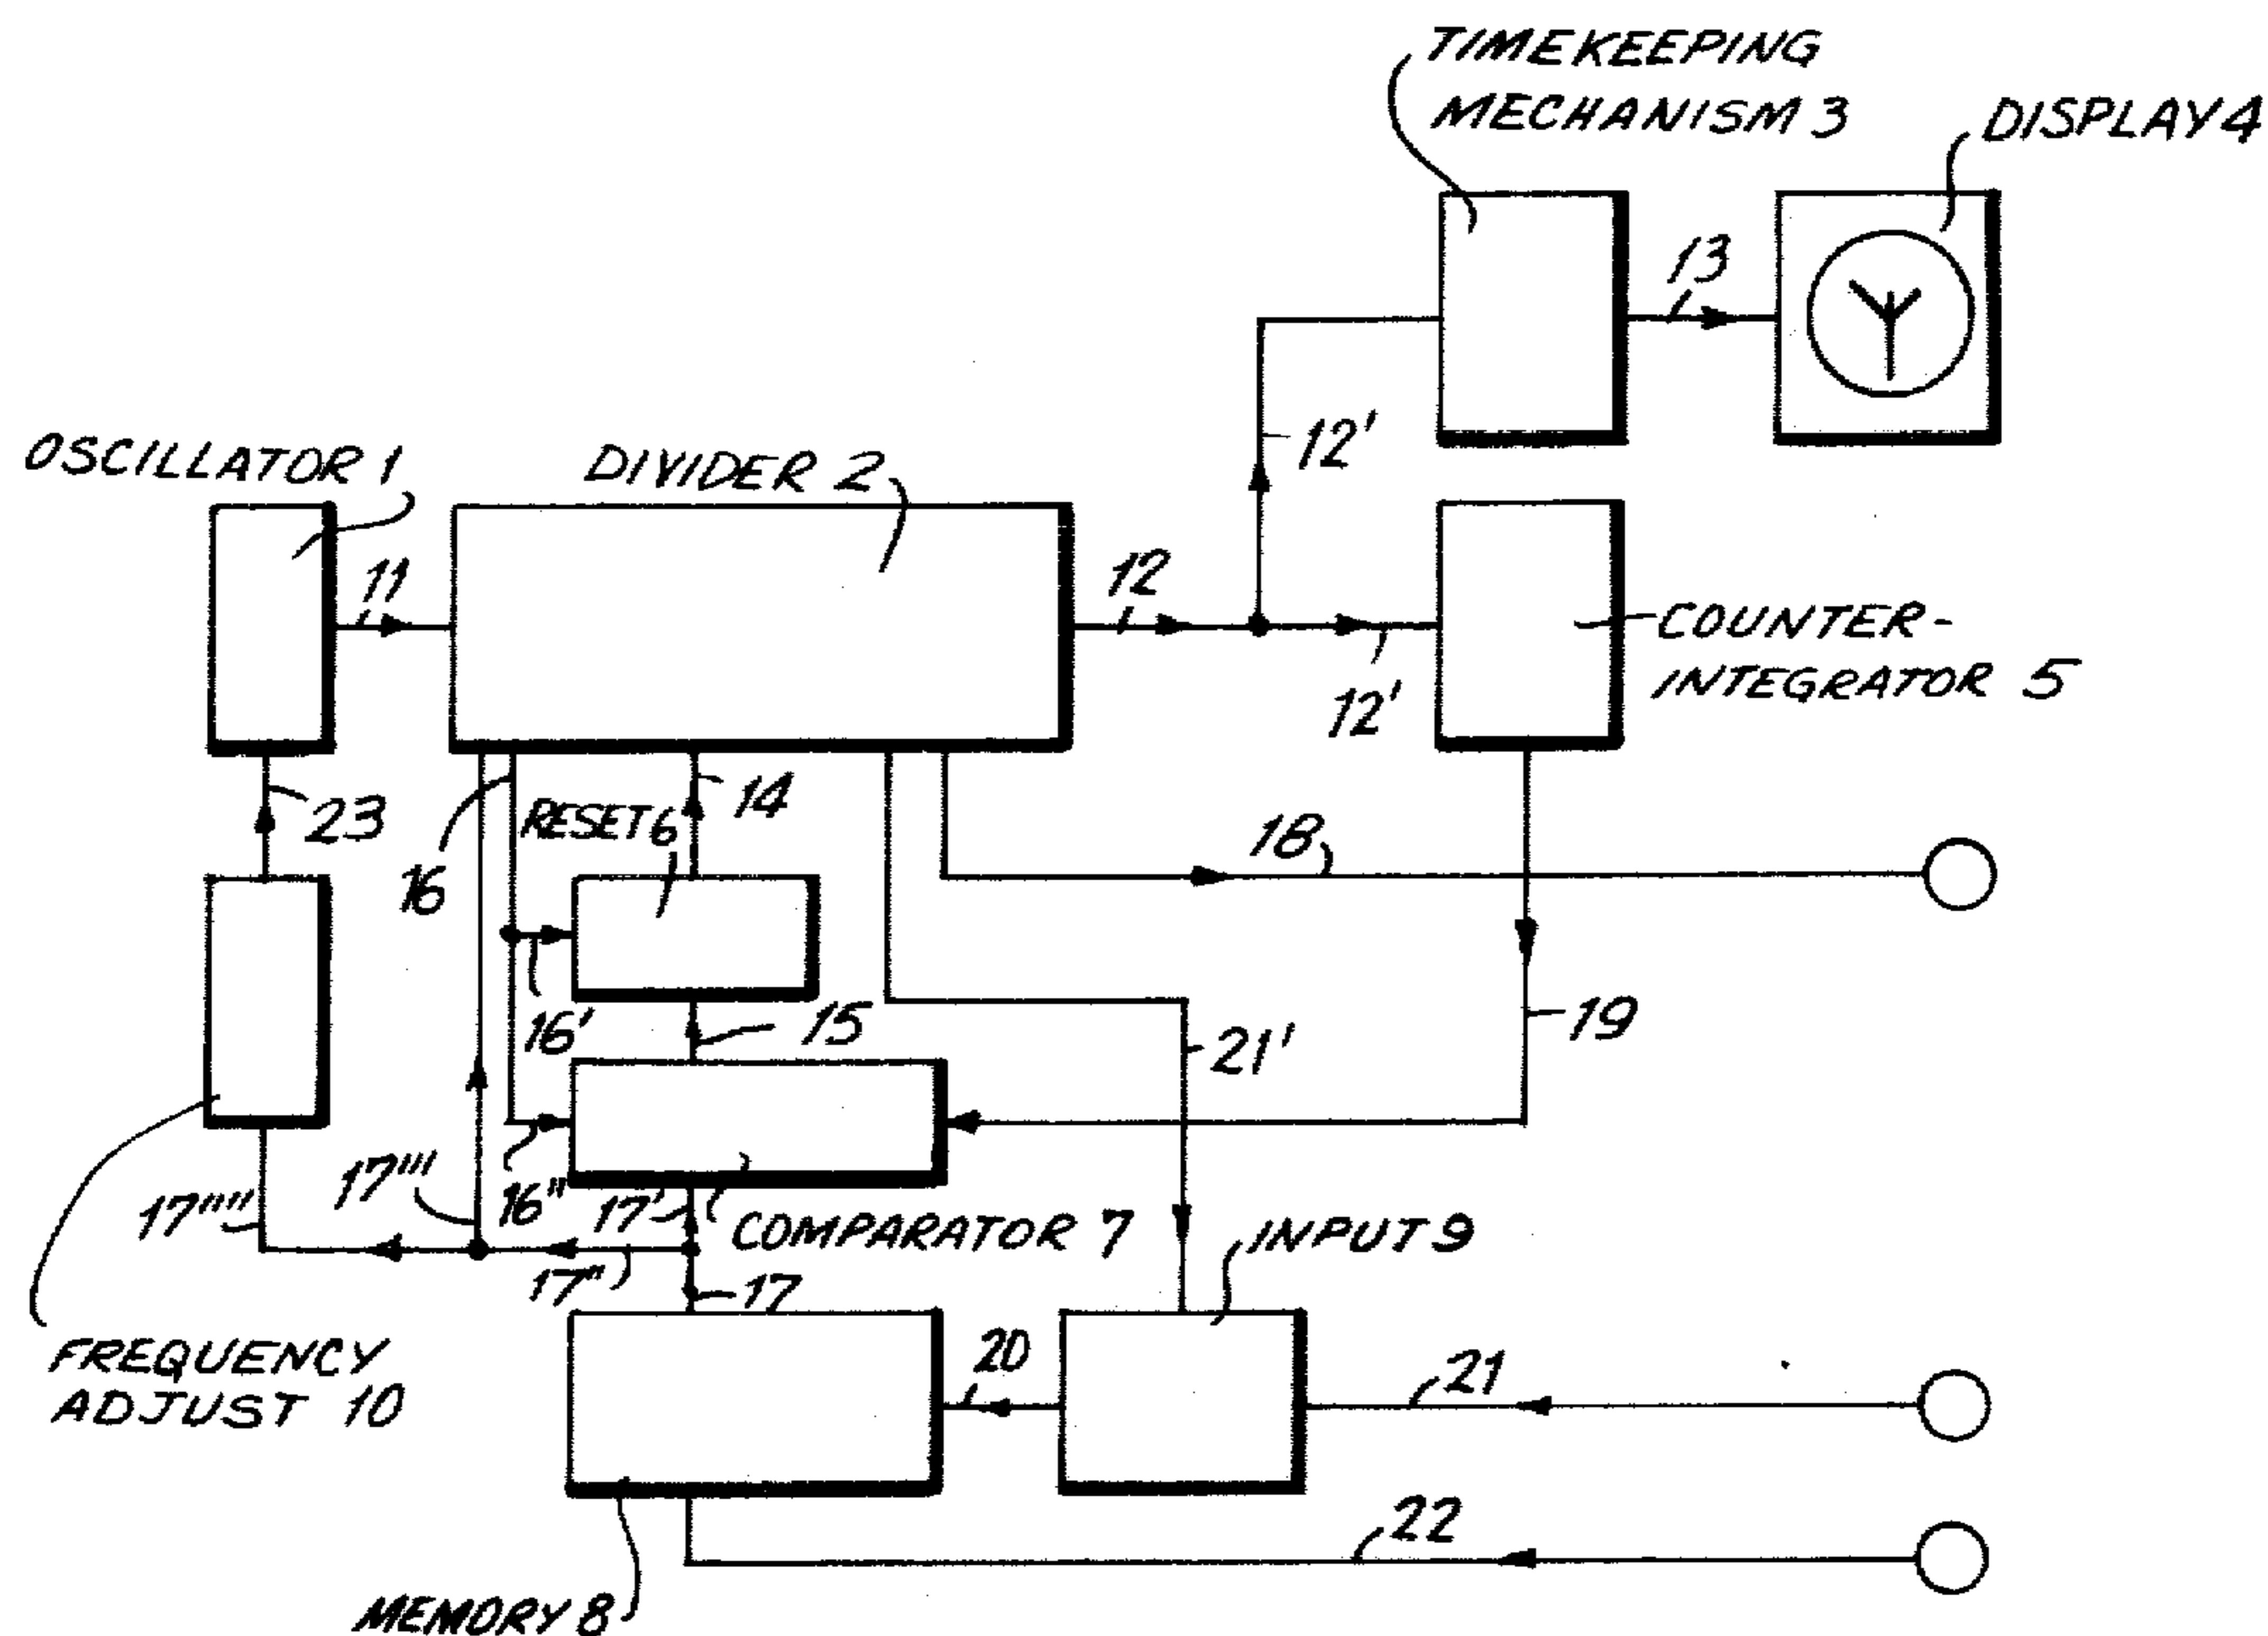 TIMEKEEPING
MECHANISM 3
DISPLAY 4
13
12'
OSCILLATOR 1
DIVIDER 2
11
12
COUNTER-
INTEGRATOR 5
12'
23
16
RESET 6
14
18
16'
15
21'
19
17'''
17''''
16"
17'
COMPARATOR 7
INPUT 9
17"
17
FREQUENCY
ADJUST 10
20
21
22
MEMORY 8